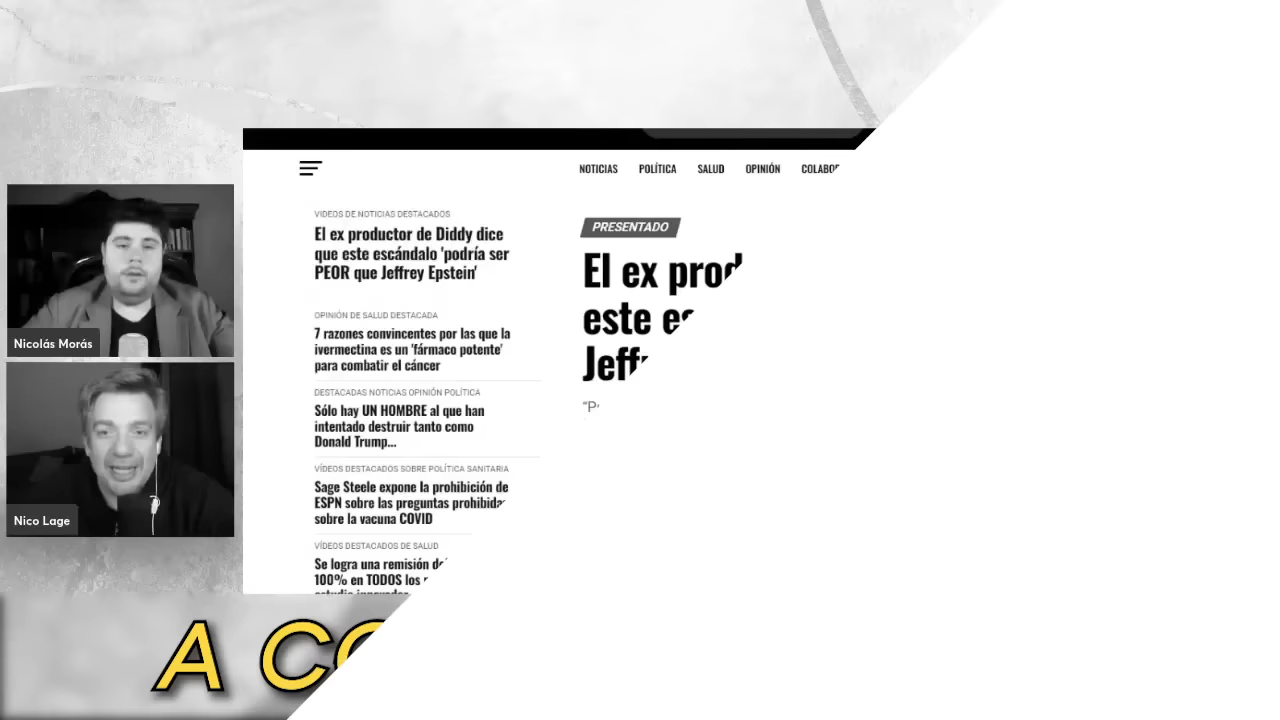 NOTICIAS POLÍTICA SALUD OPINIÓN
VIDEOS DE NOTICIAS DESTACADOS
El ex productor de Diddy dice
que este escándalo 'podría ser
PEOR que Jeffrey Epstein'
OPINIÓN DE SALUD DESTACADA
7 razones convincentes por las que la
ivermectina es un 'fármaco potente'
para combatir el cáncer
DESTACADAS NOTICIAS OPINIÓN POLÍTICA
Sólo hay UN HOMBRE al que han
intentado destruir tanto como
Donald Trump...
VÍDEOS DESTACADOS SOBRE POLÍTICA SANITARIA
Sage Steele expone la prohibición de
ESPN sobre las preguntas
sobre la vacuna COVID
VÍDEOS DESTACADOS DE SALUD
Se logra una remisión
100% en TODOS los
PRESENTADO
El ex
este
Nicolás Morás
Nico Lage
A